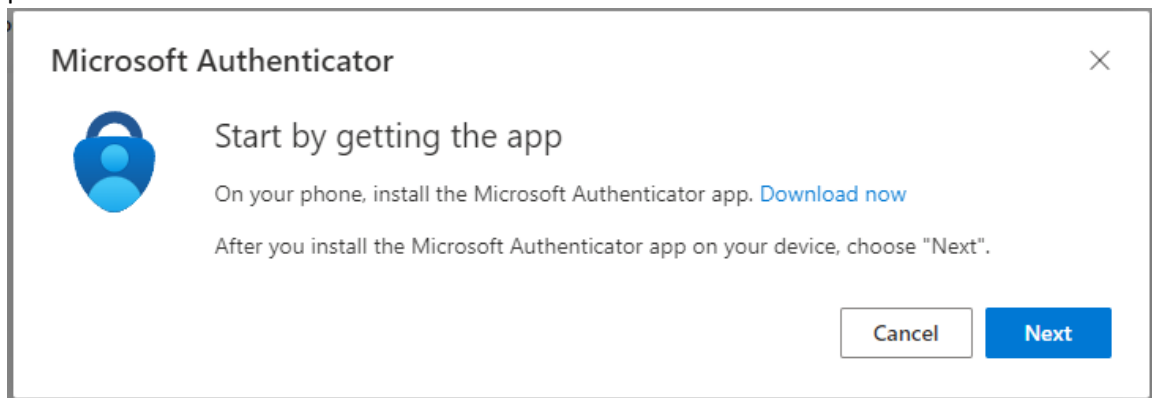 Microsoft Authenticator
Start by getting the app
On your phone, install the Microsoft Authenticator app. Download now
After you install the Microsoft Authenticator app on your device, choose "Next".
Cancel Next